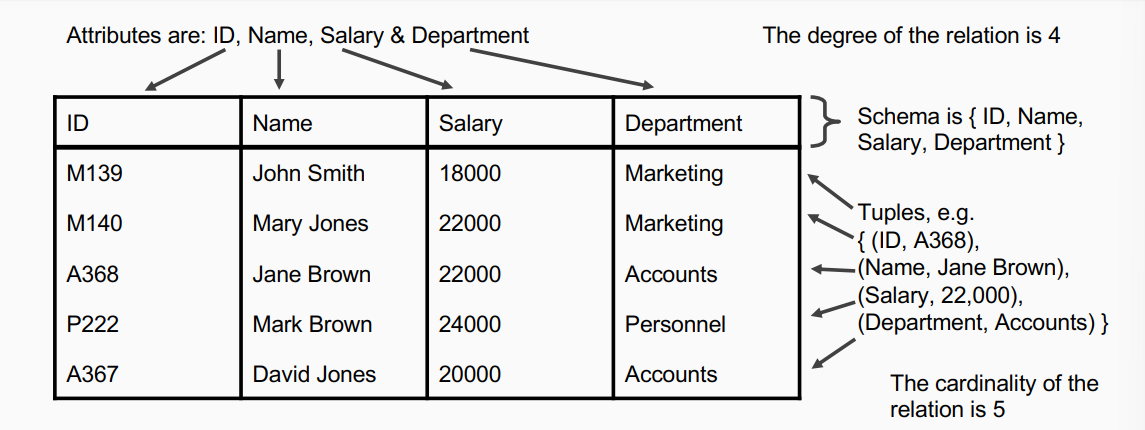 Attributes are: ID, Name, Salary & Department
The degree of the relation is 4
ID Name Salary Department
Schema is { ID, Name,
Salary, Department }
M139 John Smith 18000 Marketing
M140 Mary Jones 22000 Marketing
A368 Jane Brown 22000 Accounts
P222 Mark Brown 24000 Personnel
A367 David Jones 20000 Accounts
Tuples, e.g.
{ (ID, A368),
(Name, Jane Brown),
(Salary, 22,000),
(Department, Accounts) }
The cardinality of the
relation is 5